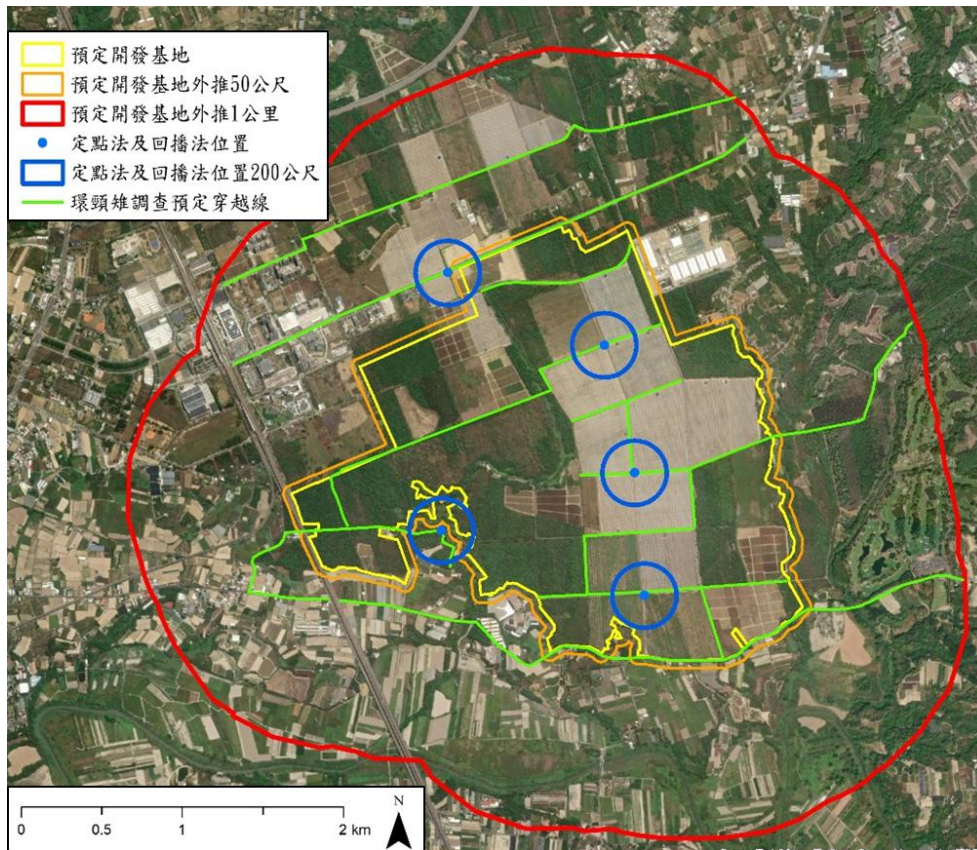 預定開發基地
預定開發基地外推50公尺
預定開發基地外推1公里
定點法及回播法位置
定點法及回播法位置200公尺
環頸雉調查預定穿越線
N
0 0.5 1 2 km